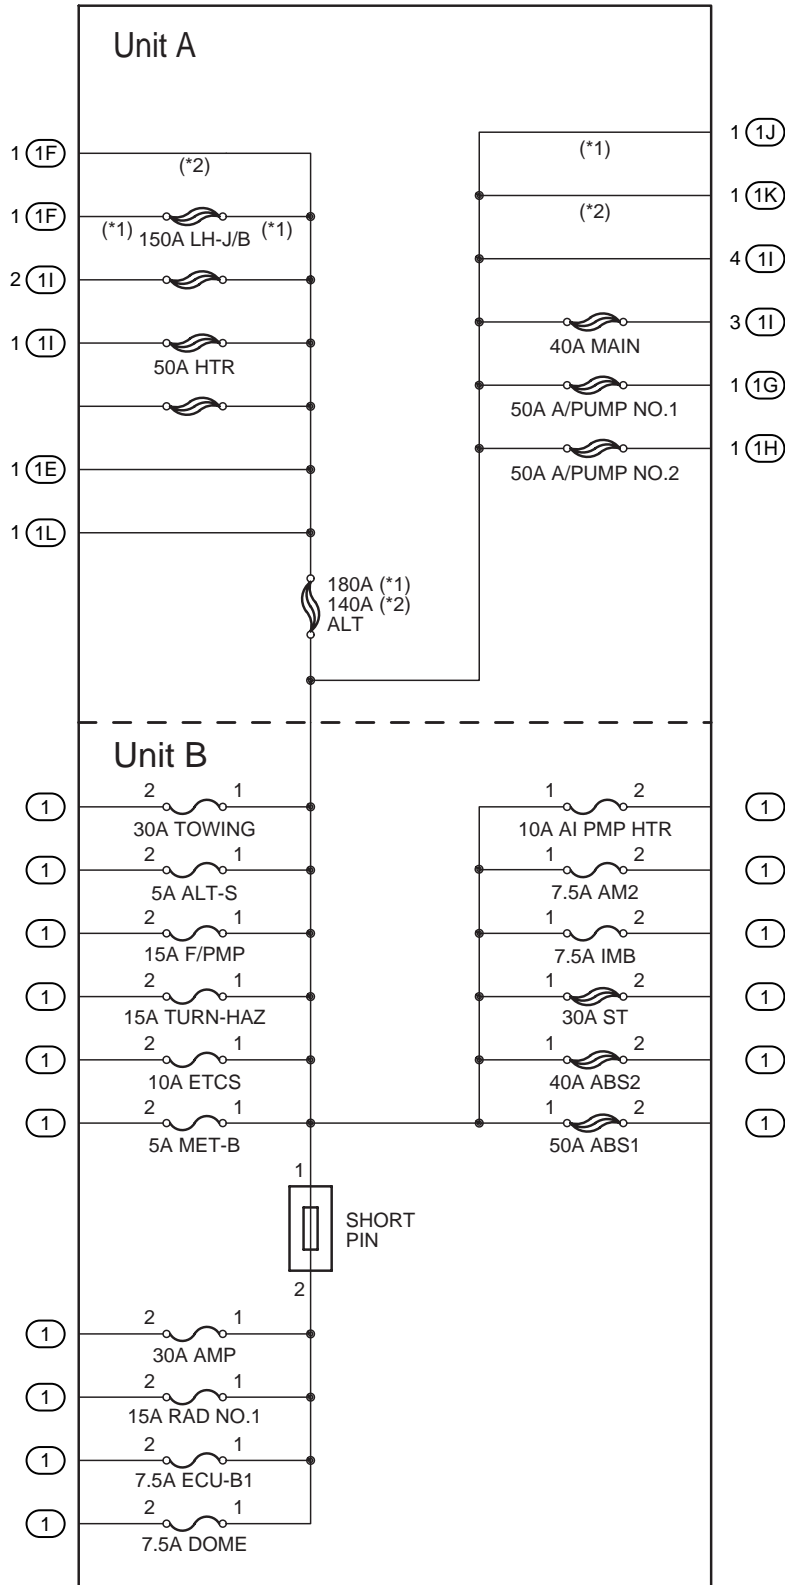 Unit A
1 1F
(*2)
1 1F
(*1) (*1)
150A LH-J/B
2 1I
1 1I
50A HTR
1 1E
1 1L
180A (*1)
140A (*2)
ALT
1 1J
(*1)
1 1K
(*2)
4 1I
3 1I
40A MAIN
1 1G
50A A/PUMP NO.1
1 1H
50A A/PUMP NO.2
Unit B
1 2 1
30A TOWING
1 2 1
5A ALT-S
1 2 1
15A F/PMP
1 2 1
15A TURN-HAZ
1 2 1
10A ETCS
1 2 1
5A MET-B
1 2 1
10A AI PMP HTR
1 2 1
7.5A AM2
1 2 1
7.5A IMB
1 2 1
30A ST
1 2 1
40A ABS2
1 2 1
50A ABS1
1
SHORT
PIN
2
1 2 1
30A AMP
1 2 1
15A RAD NO.1
1 2 1
7.5A ECU-B1
1 2 1
7.5A DOME